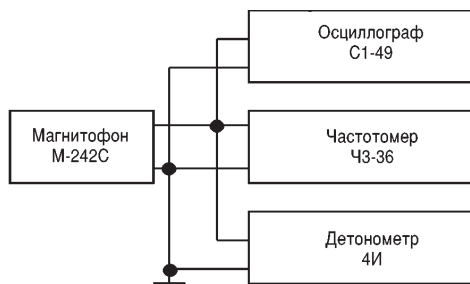 Осциллограф
С1-49
Магнитофон
М-242С
Частотомер
Ч3-36
Детонометр
4И